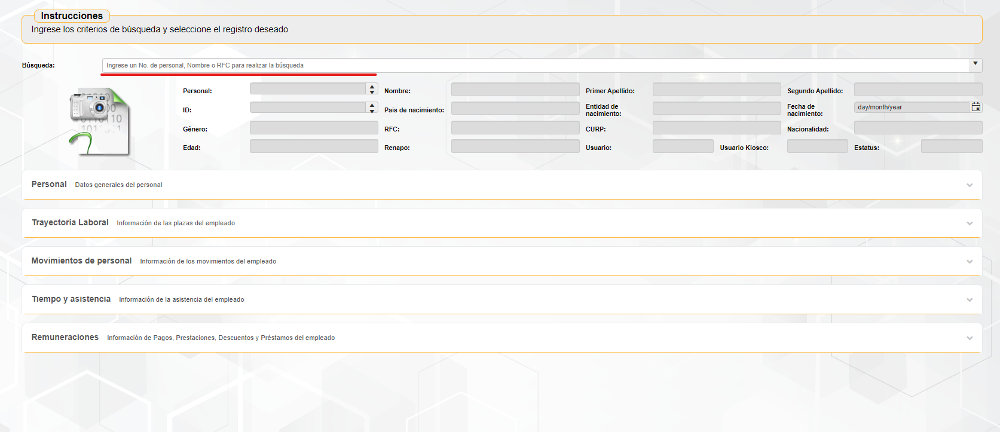 Instrucciones
Ingrese los criterios de búsqueda y seleccione el registro deseado
Búsqueda:
Ingrese un No. de personal, Nombre o RFC para realizar la búsqueda
Personal:
Nombre:
Primer Apellido:
Segundo Apellido:
ID:
Pais de nacimiento:
Entidad de
nacimiento:
Fecha de
nacimiento:
day/month/year
Género:
RFC:
CURP:
Nacionalidad:
Edad:
Renapo:
Usuario:
Usuario Kiosco:
Estatus:
Personal Datos generales del personal
Trayectoria Laboral Información de las plazas del empleado
Movimientos de personal Información de los movimientos del empleado
Tiempo y asistencia Información de la asistencia del empleado
Remuneraciones Información de Pagos, Prestaciones, Descuentos y Préstamos del empleado